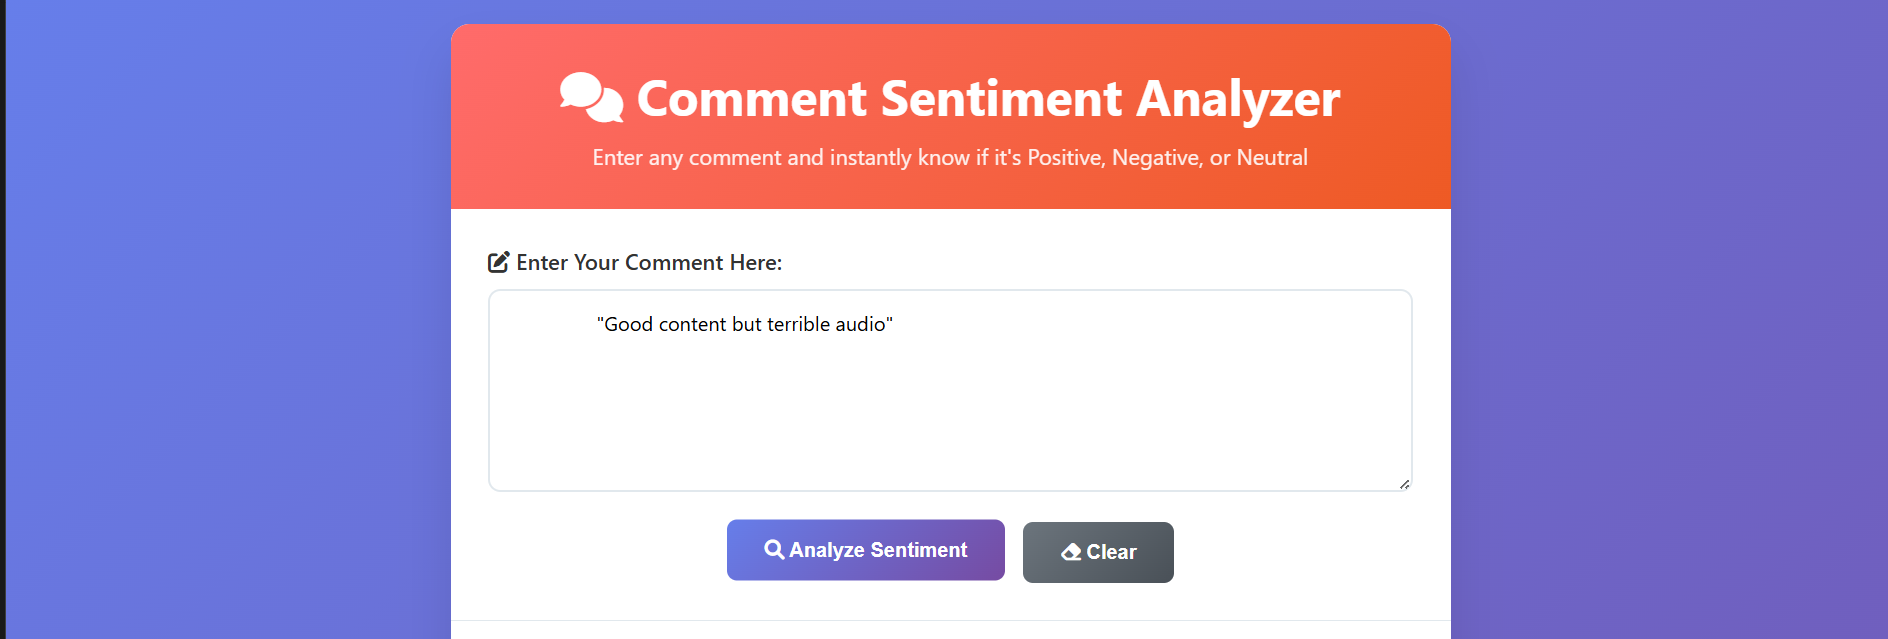 Comment Sentiment Analyzer
Enter any comment and instantly know if it's Positive, Negative, or Neutral
Enter Your Comment Here:
"Good content but terrible audio"
Analyze Sentiment
Clear